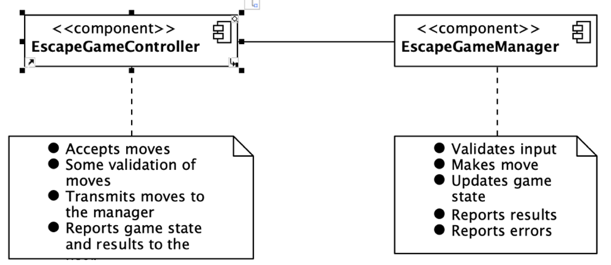 <<component>>
EscapeGameController
<<component>>
EscapeGameManager
● Accepts moves
● Some validation of
moves
● Transmits moves to
the manager
● Reports game state
and results to the
● Validates input
● Makes move
● Updates game
state
● Reports results
● Reports errors